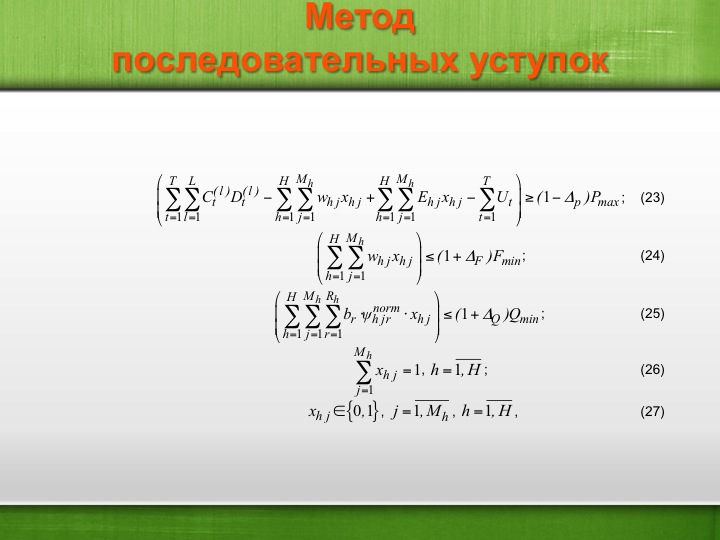 Метод
последовательных уступок
$\left( \sum_{t=1}^{T} \sum_{l=1}^{L} C_t^{(l)} D_t^{(l)} - \sum_{h=1}^{H} \sum_{j=1}^{M_h} w_{hj} x_{hj} + \sum_{h=1}^{H} \sum_{j=1}^{M_h} E_{hj} x_{hj} - \sum_{t=1}^{T} U_t \right) \geq (1 - \Delta_p) P_{max};$ (23)
$\left( \sum_{h=1}^{H} \sum_{j=1}^{M_h} w_{hj} x_{hj} \right) \leq (1 + \Delta_F) F_{min};$ (24)
$\left( \sum_{h=1}^{H} \sum_{j=1}^{M_h} \sum_{r=1}^{R_h} b_r \cdot \psi_{hjr}^{norm} \cdot x_{hj} \right) \leq (1 + \Delta_Q) Q_{min};$ (25)
$\sum_{j=1}^{M_h} x_{hj} = 1, \; h = \overline{1,H};$ (26)
$x_{hj} \in \{0,1\}, \; j = \overline{1,M_h}, \; h = \overline{1,H},$ (27)